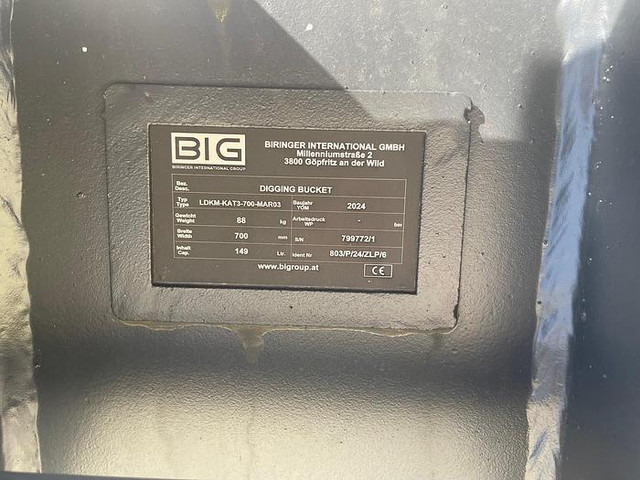 BIG
BIRINGER INTERNATIONAL GROUP
BIRINGER INTERNATIONAL GMBH
Millenniumstraße 2
3800 Göpfritz an der Wild
Bez.
Desc. DIGGING BUCKET
Typ
Type LDKM-KAT3-700-MAR03 Baujahr
YOM 2024
Gewicht
Weight 88 kg Arbeitsdruck
WP - bar
Breite
Width 700 mm S/N 799772/1
Inhalt
Cap. 149 Ltr. Ident Nr 803/P/24/ZLP/6
www.bigroup.at CE